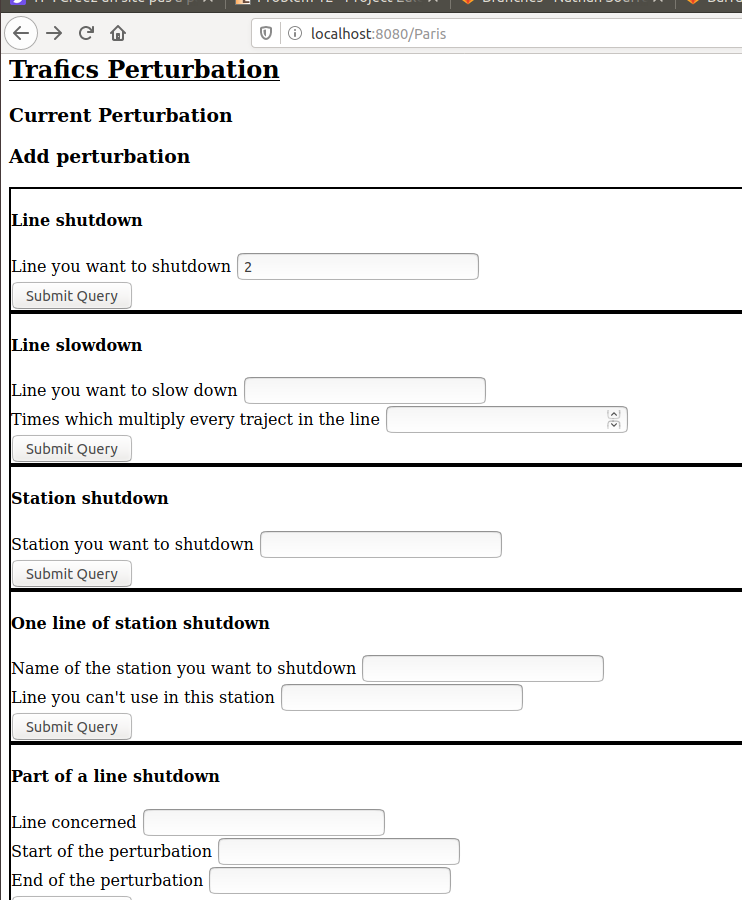 localhost:8080/Paris
Trafics Perturbation
Current Perturbation
Add perturbation
Line shutdown
Line you want to shutdown 2
Submit Query
Line slowdown
Line you want to slow down
Times which multiply every traject in the line
Submit Query
Station shutdown
Station you want to shutdown
Submit Query
One line of station shutdown
Name of the station you want to shutdown
Line you can't use in this station
Submit Query
Part of a line shutdown
Line concerned
Start of the perturbation
End of the perturbation